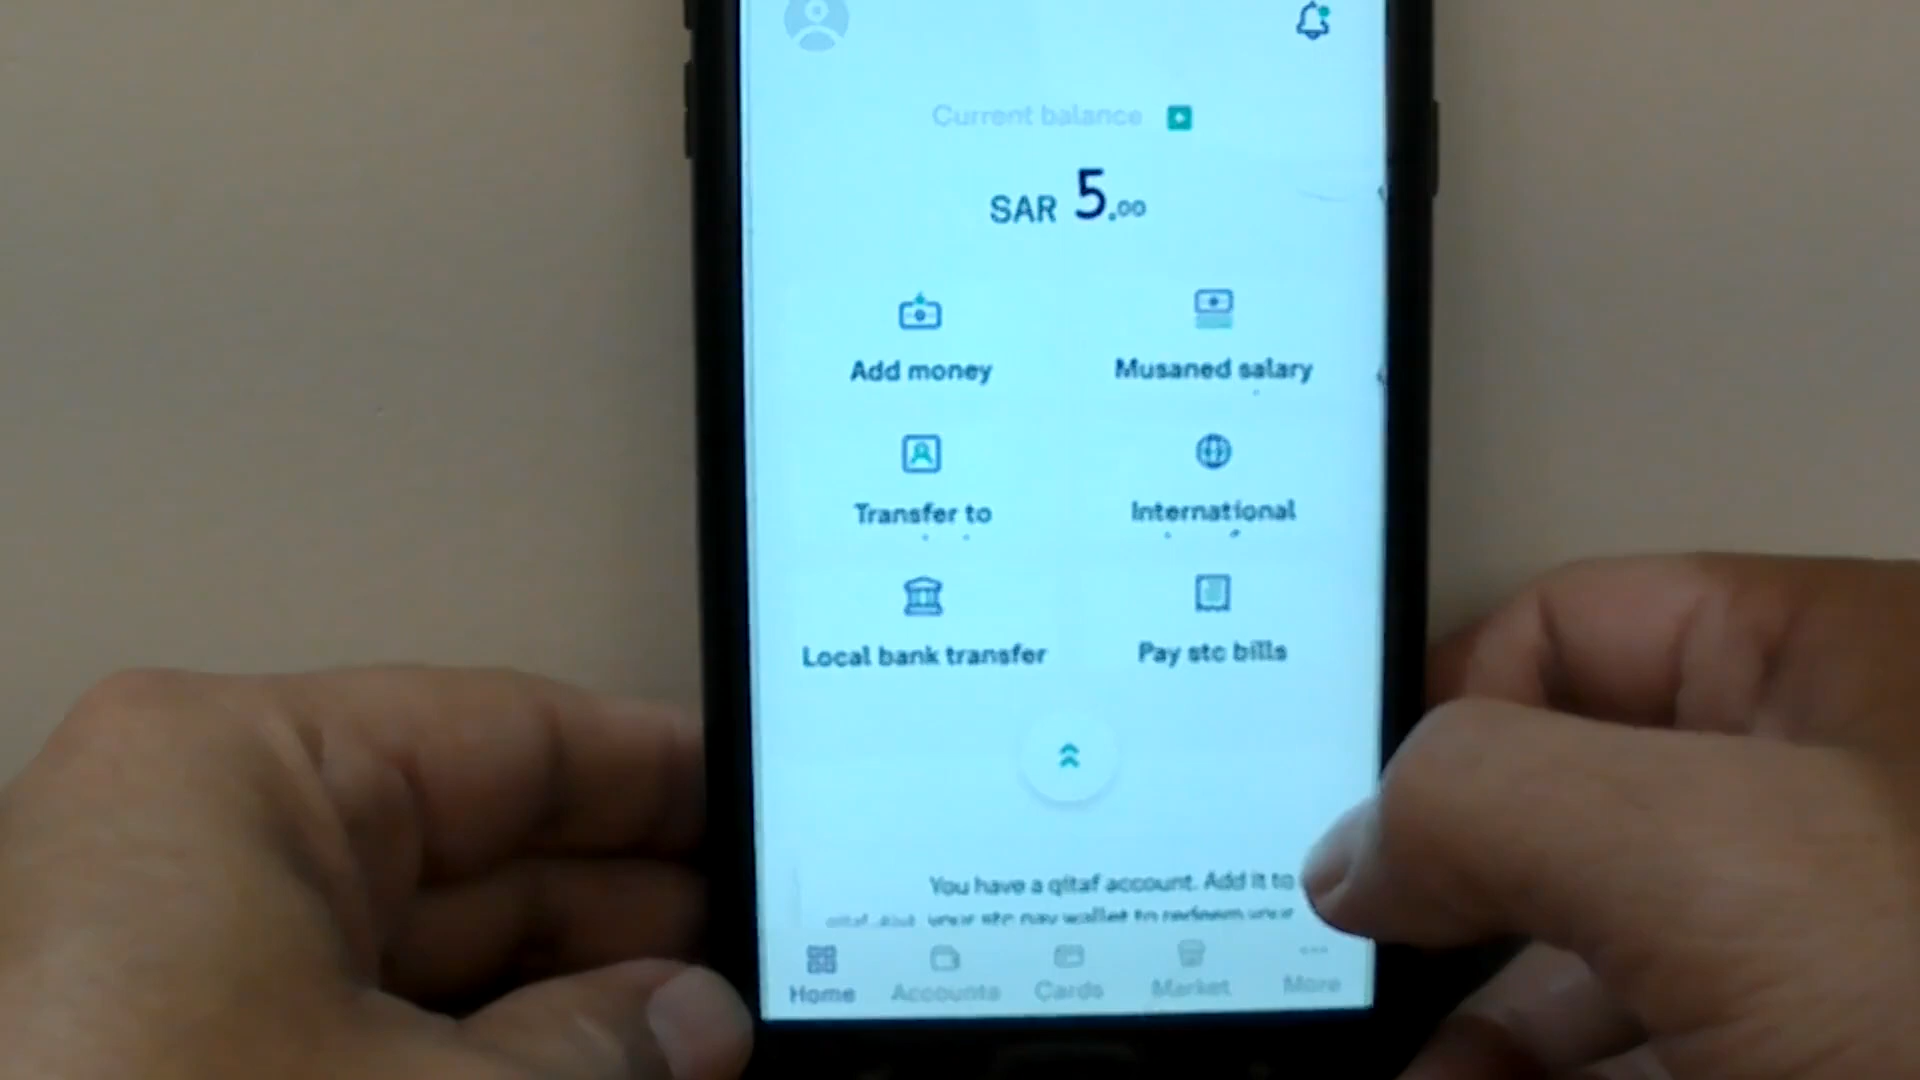 Current balance
SAR 5.00
Add money
Musaned salary
Transfer to
International
Local bank transfer
Pay stc bills
You have a qitaf account. Add it to
your stc pay wallet to redeem your
Home
Accounts
Cards
Market
More